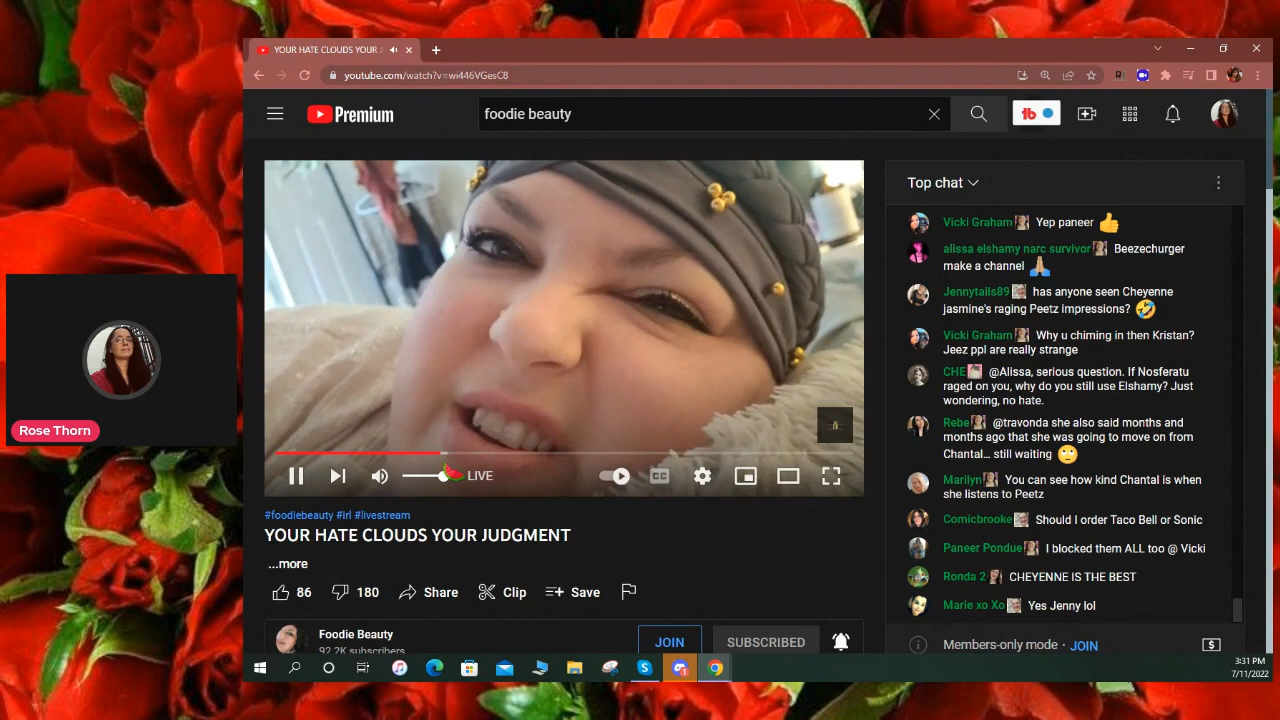 YOUR HATE CLOUDS YOUR J
youtube.com/watch?v=wi446VGesC8
Premium
foodie beauty
tb
Top chat
Vicki Graham Yep paneer
alissa elshamy narc survivor Beezechurger
make a channel
Jennytails89 has anyone seen Cheyenne
jasmine's raging Peetz impressions?
Vicki Graham Why u chiming in then Kristan?
Jeez ppl are really strange
CHE @Alissa, serious question. If Nosferatu
raged on you, why do you still use Elshamy? Just
wondering, no hate.
Rebe @travonda she also said months and
months ago that she was going to move on from
Chantal... still waiting
Marilyn You can see how kind Chantal is when
she listens to Peetz
Comicbrooke Should I order Taco Bell or Sonic
Paneer Pondue I blocked them ALL too @ Vicki
Ronda 2 CHEYENNE IS THE BEST
Marie xo Xo Yes Jenny lol
Members-only mode · JOIN
Rose Thorn
LIVE
CC
#foodiebeauty #irl #livestream
YOUR HATE CLOUDS YOUR JUDGMENT
...more
86 180 Share Clip Save
Foodie Beauty
92.2K subscribers
JOIN
SUBSCRIBED
3:31 PM
7/11/2022